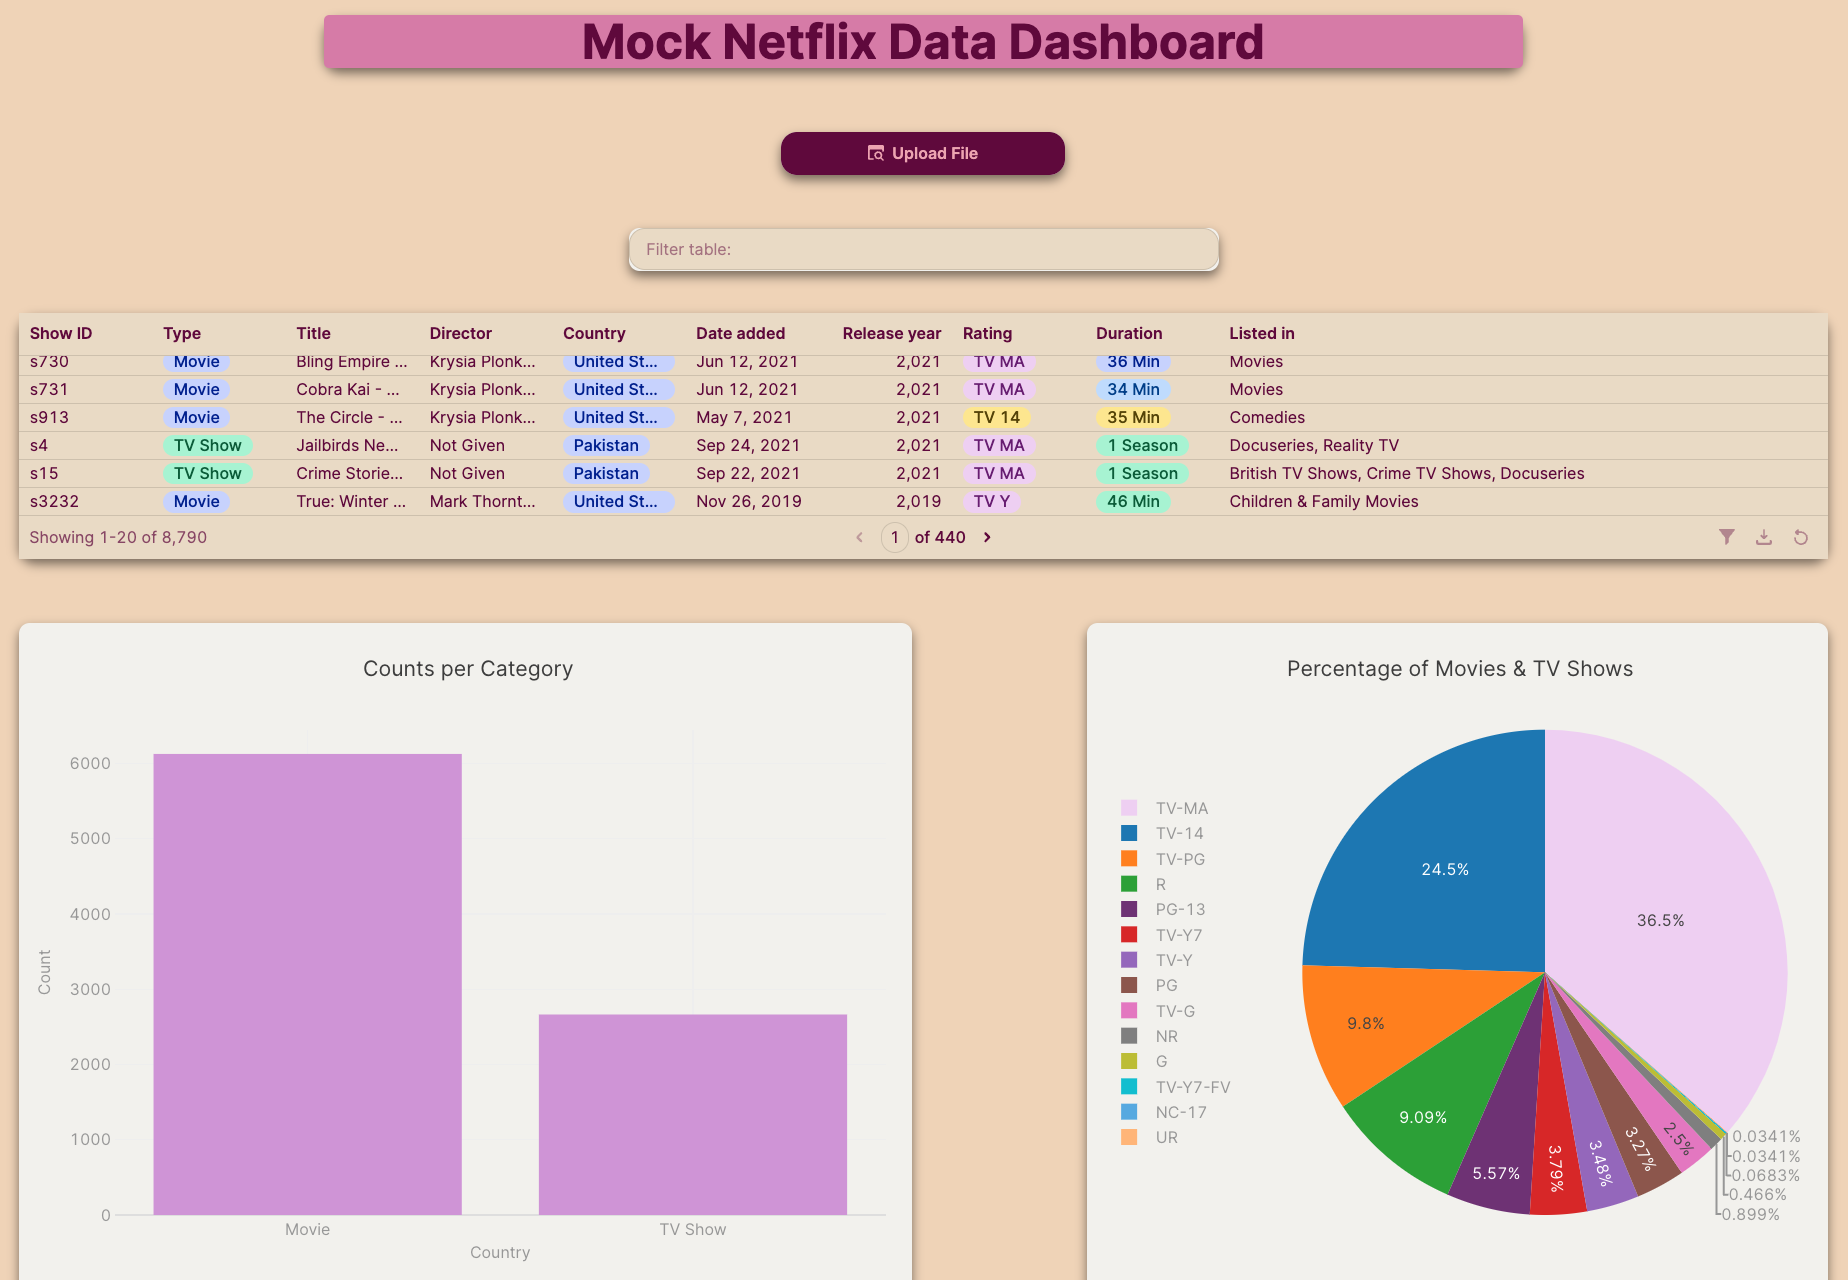 Mock Netflix Data Dashboard
Upload File
Filter table:
Show ID Type Title Director Country Date added Release year Rating Duration Listed in
s730 Movie Bling Empire ... Krysia Plonk... United St... Jun 12, 2021 2,021 TV MA 36 Min Movies
s731 Movie Cobra Kai - ... Krysia Plonk... United St... Jun 12, 2021 2,021 TV MA 34 Min Movies
s913 Movie The Circle - ... Krysia Plonk... United St... May 7, 2021 2,021 TV 14 35 Min Comedies
s4 TV Show Jailbirds Ne... Not Given Pakistan Sep 24, 2021 2,021 TV MA 1 Season Docuseries, Reality TV
s15 TV Show Crime Storie... Not Given Pakistan Sep 22, 2021 2,021 TV MA 1 Season British TV Shows, Crime TV Shows, Docuseries
s3232 Movie True: Winter ... Mark Thornt... United St... Nov 26, 2019 2,019 TV Y 46 Min Children & Family Movies
Showing 1-20 of 8,790 1 of 440
Counts per Category
6000
5000
4000
3000
2000
1000
0
Count
Movie TV Show
Country
Percentage of Movies & TV Shows
TV-MA
TV-14
TV-PG
R
PG-13
TV-Y7
TV-Y
PG
TV-G
NR
G
TV-Y7-FV
NC-17
UR
24.5%
36.5%
9.8%
9.09%
5.57%
3.79%
3.48%
3.27%
2.5%
0.0341%
0.0341%
0.0683%
0.466%
0.899%